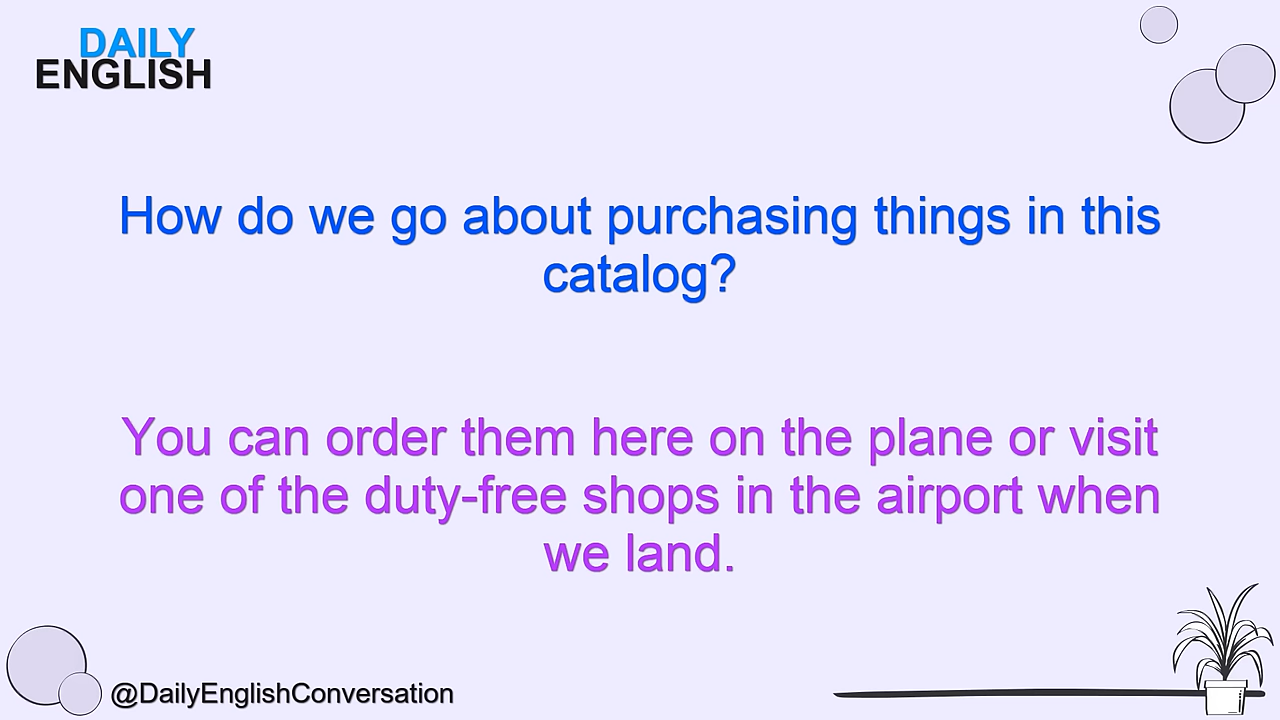 DAILY
ENGLISH
How do we go about purchasing things in this
catalog?
You can order them here on the plane or visit
one of the duty-free shops in the airport when
we land.
@DailyEnglishConversation